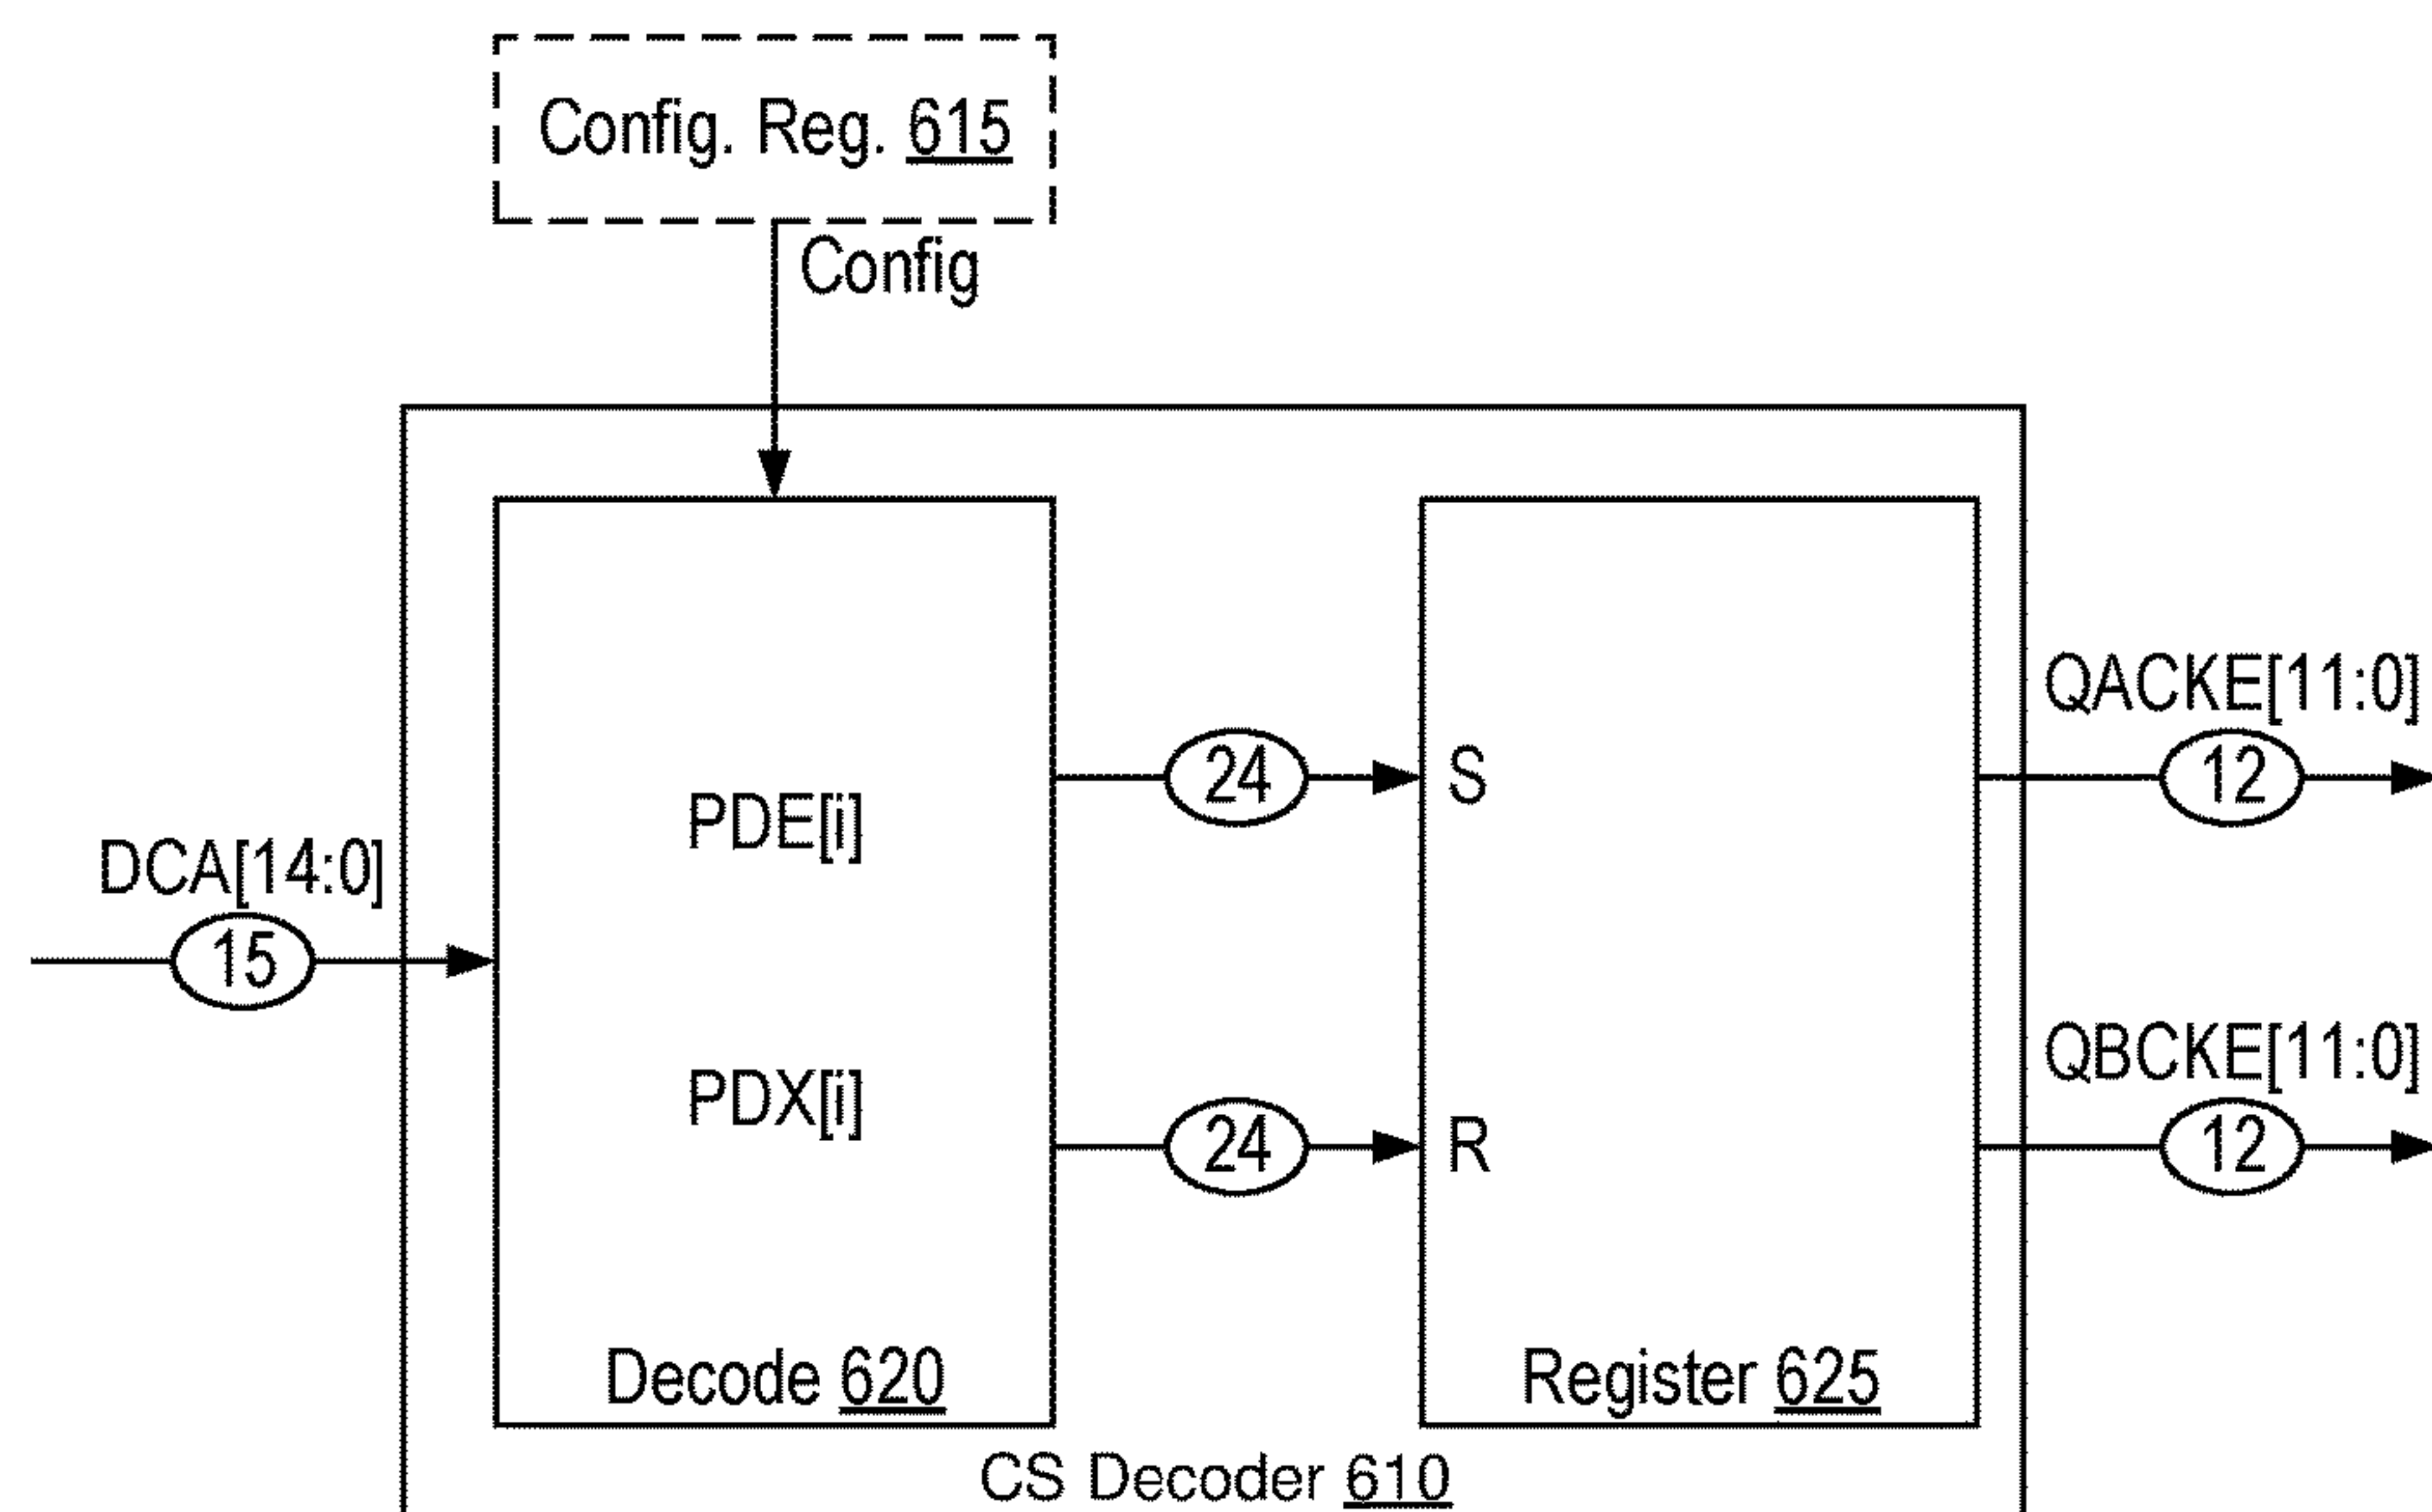 Config. Reg. 615
Config
QACKE[11:0]
24
S
12
PDE[i]
DCA[14:0]
15
QBCKE[11:0]
PDX[i]
24
R
12
Decode 620
Register 625
CS Decoder 610